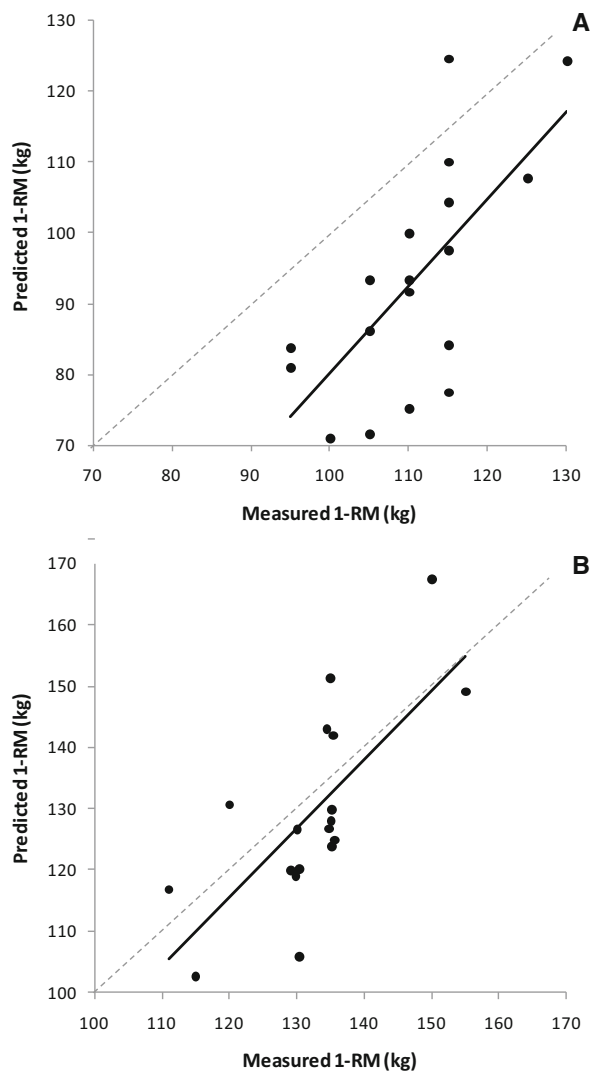 A
130
120
110
100
90
80
70
70 80 90 100 110 120 130
Predicted 1-RM (kg)
Measured 1-RM (kg)
B
170
160
150
140
130
120
110
100
100 110 120 130 140 150 160 170
Predicted 1-RM (kg)
Measured 1-RM (kg)